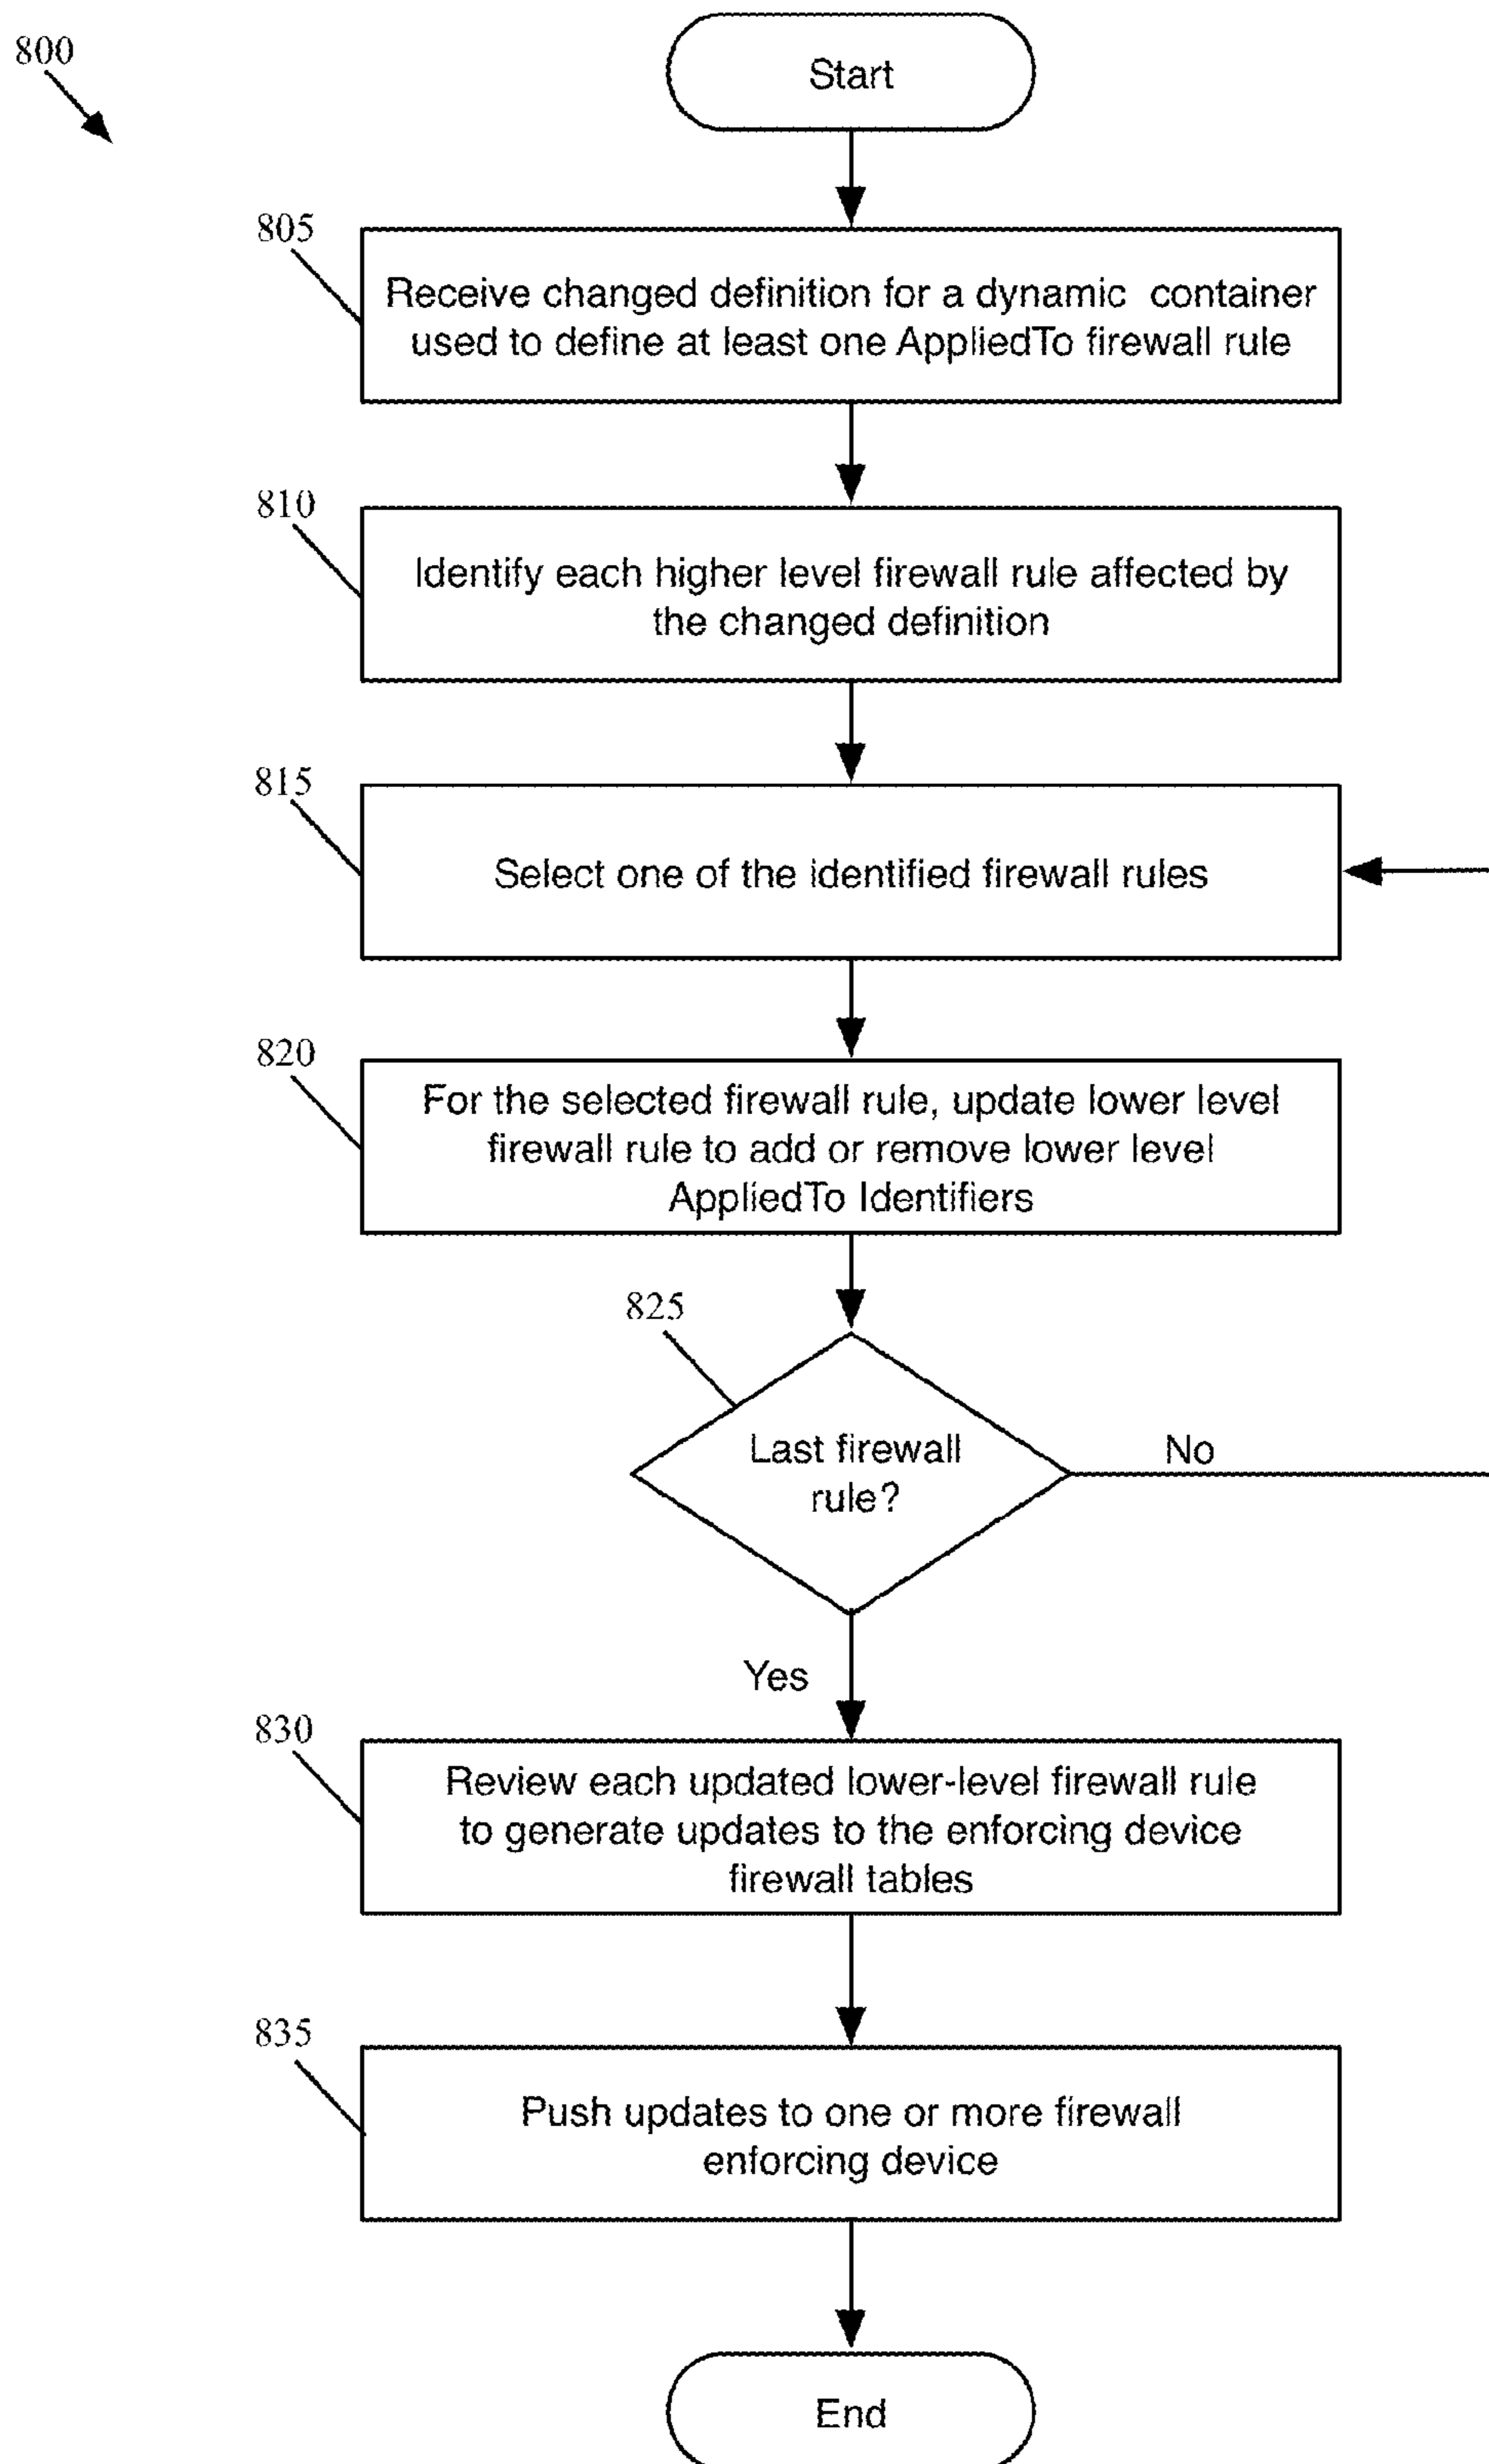 800
Start
805
Receive changed definition for a dynamic container
used to define at least one AppliedTo firewall rule
810
Identify each higher level firewall rule affected by
the changed definition
815
Select one of the identified firewall rules
820
For the selected firewall rule, update lower level
firewall rule to add or remove lower level
AppliedTo Identifiers
825
Last firewall
rule?
No
Yes
830
Review each updated lower-level firewall rule
to generate updates to the enforcing device
firewall tables
835
Push updates to one or more firewall
enforcing device
End